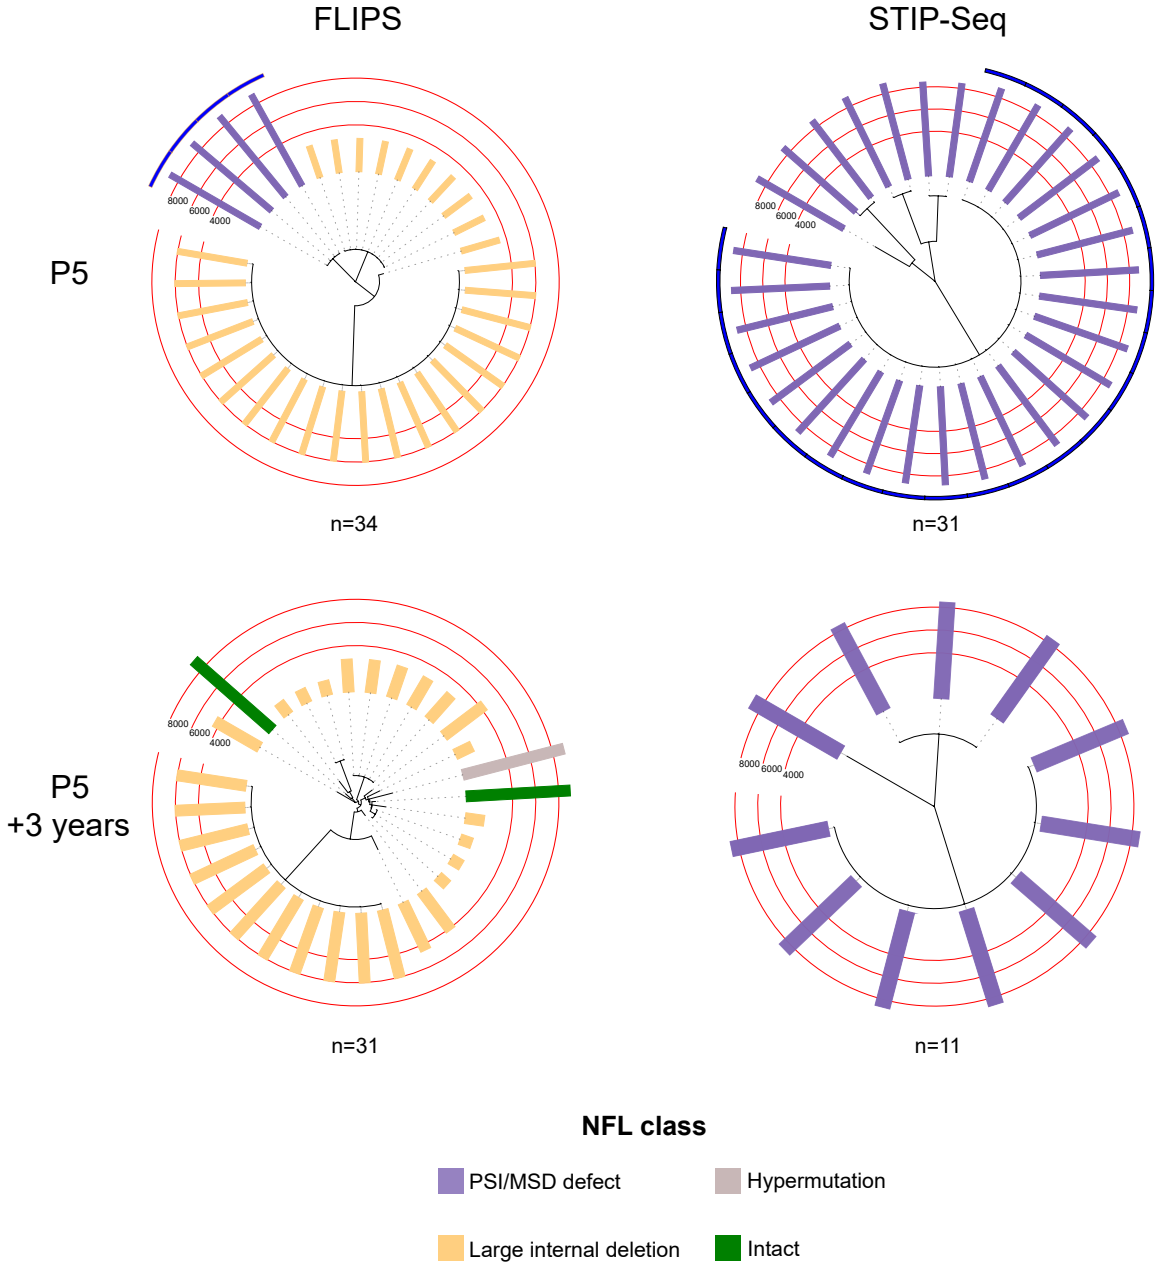 FLIPS
STIP-Seq
P5
8000
6000
4000
8000
6000
4000
n=34
n=31
P5
+3 years
8000
6000
4000
8000
6000
4000
n=31
n=11
NFL class
PSI/MSD defect
Hypermutation
Large internal deletion
Intact